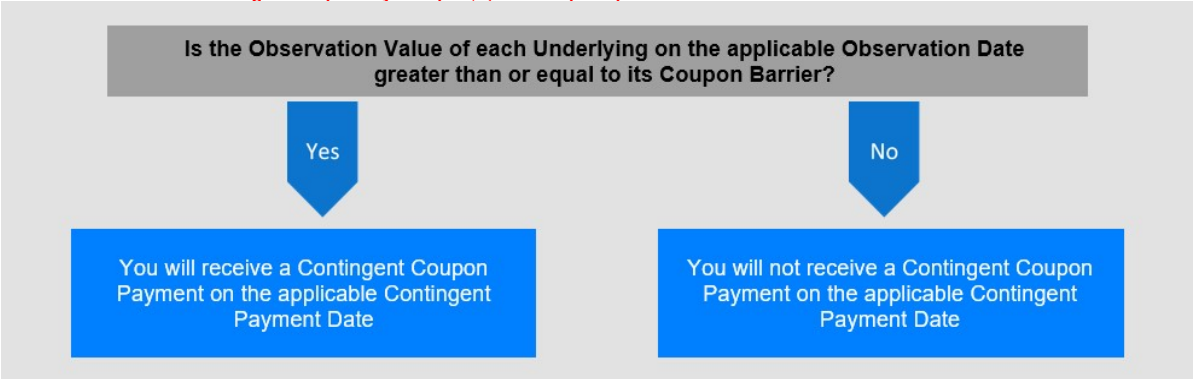 Is the Observation Value of each Underlying on the applicable Observation Date
greater than or equal to its Coupon Barrier?
Yes
No
You will receive a Contingent Coupon
Payment on the applicable Contingent
Payment Date
You will not receive a Contingent Coupon
Payment on the applicable Contingent
Payment Date